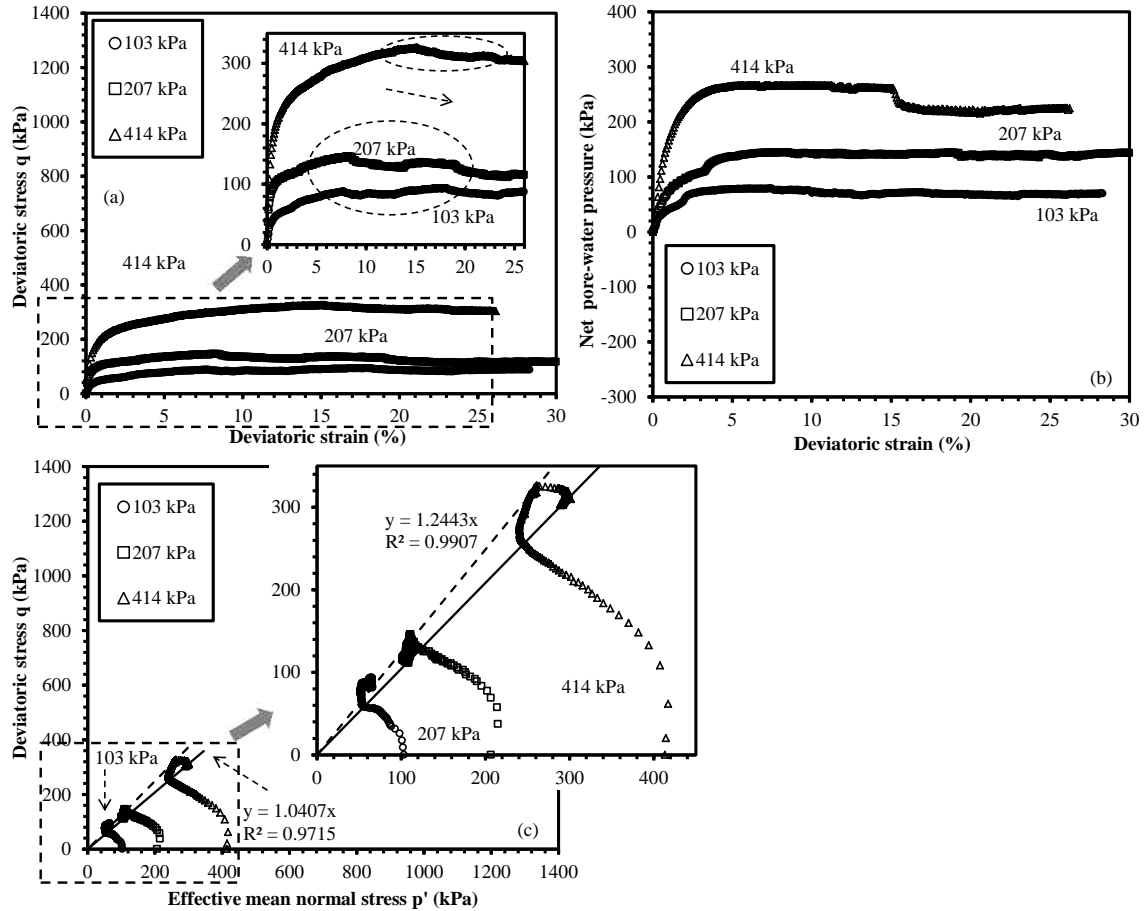 Deviatoric stress q (kPa)
1400
1200
1000
800
600
400
200
0
○103 kPa
□207 kPa
△414 kPa
(a)
414 kPa
207 kPa
0 5 10 15 20 25 30
Deviatoric strain (%)
300
200
100
0
414 kPa
207 kPa
103 kPa
0 5 10 15 20 25
Net pore-water pressure (kPa)
400
300
200
100
0
-100
-200
-300
414 kPa
207 kPa
103 kPa
○103 kPa
□207 kPa
△414 kPa
(b)
0 5 10 15 20 25 30
Deviatoric strain (%)
Deviatoric stress q (kPa)
1400
1200
1000
800
600
400
200
0
○103 kPa
□207 kPa
△414 kPa
103 kPa
y = 1.0407x
R² = 0.9715
(c)
0 200 400 600 800 1000 1200 1400
Effective mean normal stress p' (kPa)
300
200
100
0
y = 1.2443x
R² = 0.9907
414 kPa
207 kPa
0 100 200 300 400